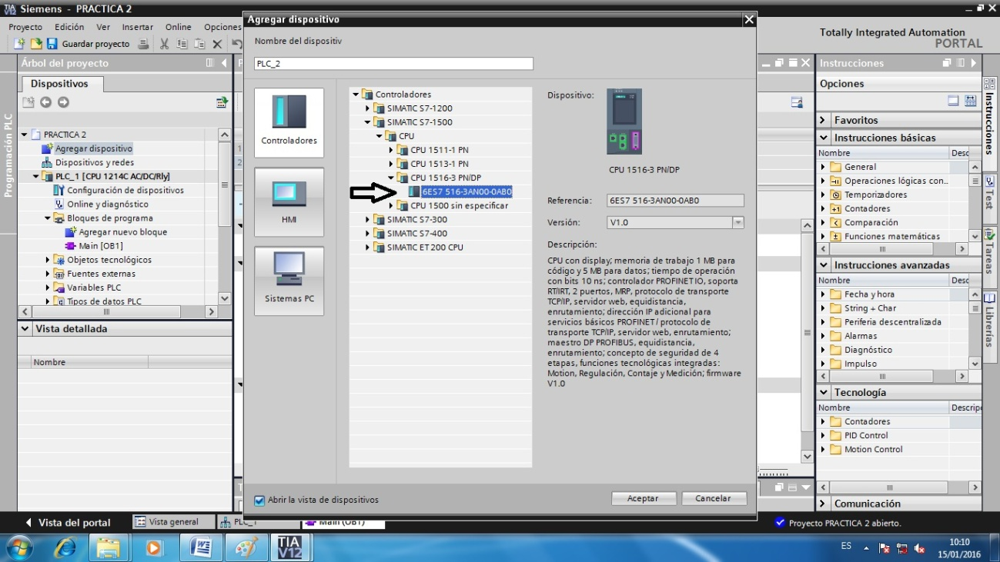 Siemens - PRACTICA 2
Proyecto Edición Ver Insertar Online Opciones
Guardar proyecto
Totally Integrated Automation
PORTAL
Árbol del proyecto
Dispositivos
Programación PLC
PRACTICA 2
Agregar dispositivo
Dispositivos y redes
PLC_1 [CPU 1214C AC/DC/Rly]
Configuración de dispositivos
Online y diagnóstico
Bloques de programa
Agregar nuevo bloque
Main [OB1]
Objetos tecnológicos
Fuentes externas
Variables PLC
Tipos de datos PLC
Vista detallada
Nombre
Agregar dispositivo
Nombre del dispositiv
PLC_2
Controladores
HMI
Sistemas PC
Controladores
SIMATIC S7-1200
SIMATIC S7-1500
CPU
CPU 1511-1 PN
CPU 1513-1 PN
CPU 1516-3 PN/DP
6ES7 516-3AN00-0AB0
CPU 1500 sin especificar
SIMATIC S7-300
SIMATIC S7-400
SIMATIC ET 200 CPU
Dispositivo:
CPU 1516-3 PN/DP
Referencia: 6ES7 516-3AN00-0AB0
Versión: V1.0
Descripción:
CPU con display; memoria de trabajo 1 MB para
código y 5 MB para datos; tiempo de operación
con bits 10 ns; controlador PROFINET IO, soporta
RT/IRT, 2 puertos, MRP, protocolo de transporte
TCP/IP, servidor web, equidistancia,
enrutamiento; dirección IP adicional para
servicios básicos PROFINET / protocolo de
transporte TCP/IP, servidor web, enrutamiento;
maestro DP PROFIBUS, equidistancia,
enrutamiento; concepto de seguridad de 4
etapas, funciones tecnológicas integradas:
Motion, Regulación, Contaje y Medición; firmware
V1.0
Abrir la vista de dispositivos
Aceptar Cancelar
Instrucciones
Opciones
Favoritos
Instrucciones básicas
Nombre Desc
General
Operaciones lógicas con..
Temporizadores
Contadores
Comparación
Funciones matemáticas
Instrucciones avanzadas
Nombre Desc
Fecha y hora
String + Char
Periferia descentralizada
Alarmas
Diagnóstico
Impulso
Tecnología
Nombre Descrip
Contadores
PID Control
Motion Control
Comunicación
Instrucciones
Test
Tareas
Librerías
Vista del portal
Vista general
PLC_1
Main (OB1)
Proyecto PRACTICA 2 abierto.
TIA
V12
ES
10:10
15/01/2016